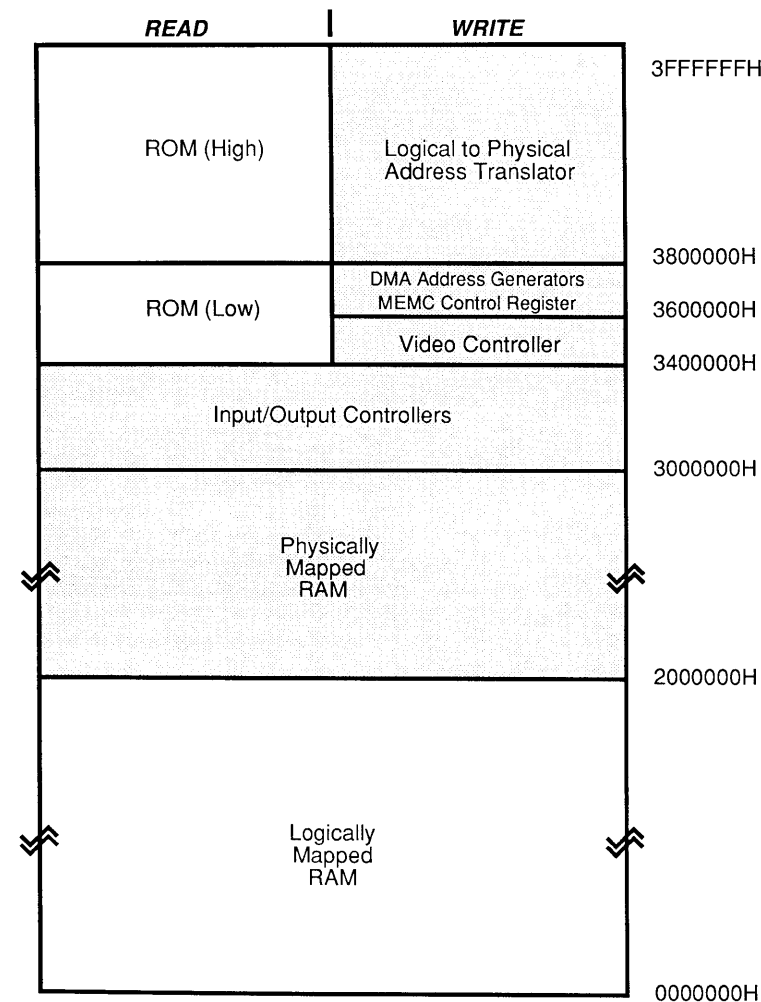 READ
WRITE
3FFFFFFH
ROM (High)
Logical to Physical
Address Translator
3800000H
DMA Address Generators
MEMC Control Register
ROM (Low)
3600000H
Video Controller
3400000H
Input/Output Controllers
3000000H
Physically
Mapped
RAM
2000000H
Logically
Mapped
RAM
0000000H